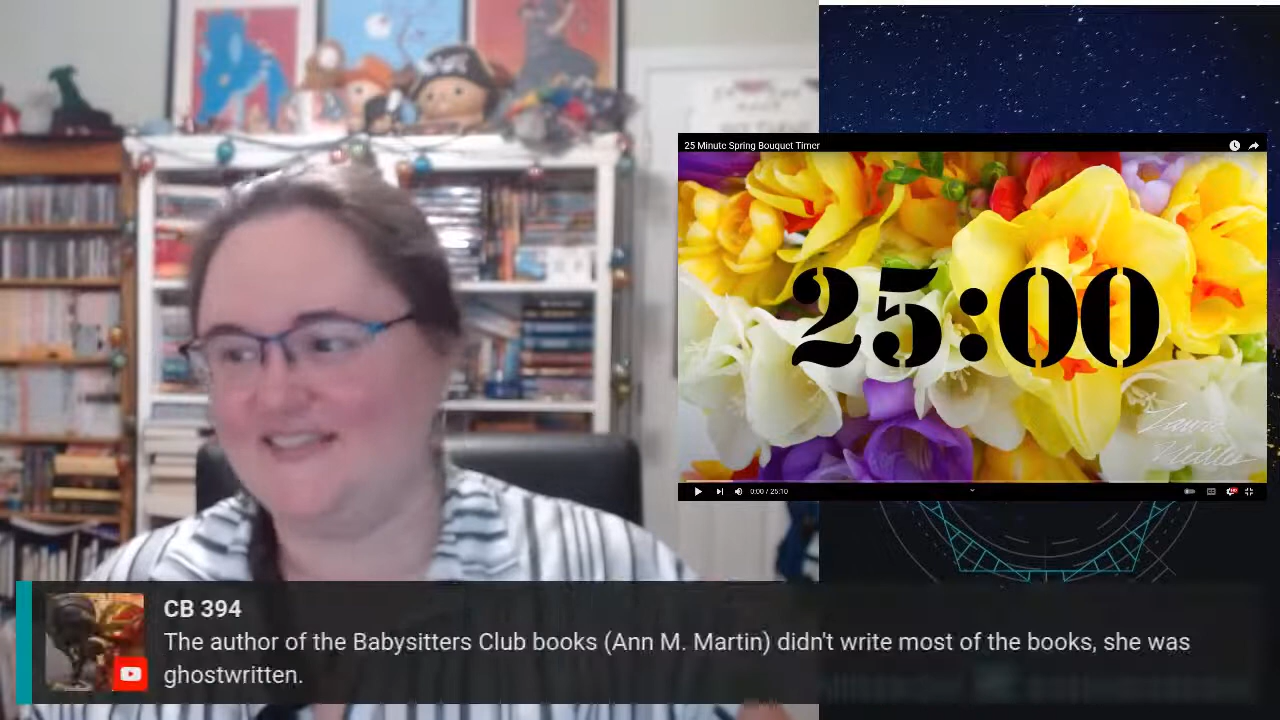 25 Minute Spring Bouquet Timer
25:00
0:00 / 25:10
CB 394
The author of the Babysitters Club books (Ann M. Martin) didn't write most of the books, she was
ghostwritten.